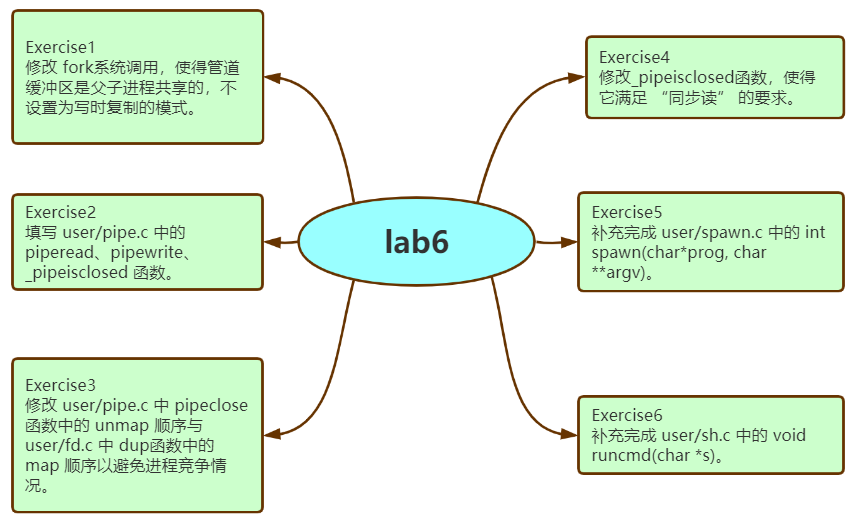 Exercise1
修改 fork系统调用，使得管道
缓冲区是父子进程共享的，不
设置为写时复制的模式。
Exercise2
填写 user/pipe.c 中的
piperead、pipewrite、
_pipeisclosed 函数。
Exercise3
修改 user/pipe.c 中 pipeclose
函数中的 unmap 顺序与
user/fd.c 中 dup函数中的
map 顺序以避免进程竞争情
况。
lab6
Exercise4
修改_pipeisclosed函数，使得
它满足 “同步读” 的要求。
Exercise5
补充完成 user/spawn.c 中的 int
spawn(char*prog, char
**argv)。
Exercise6
补充完成 user/sh.c 中的 void
runcmd(char *s)。